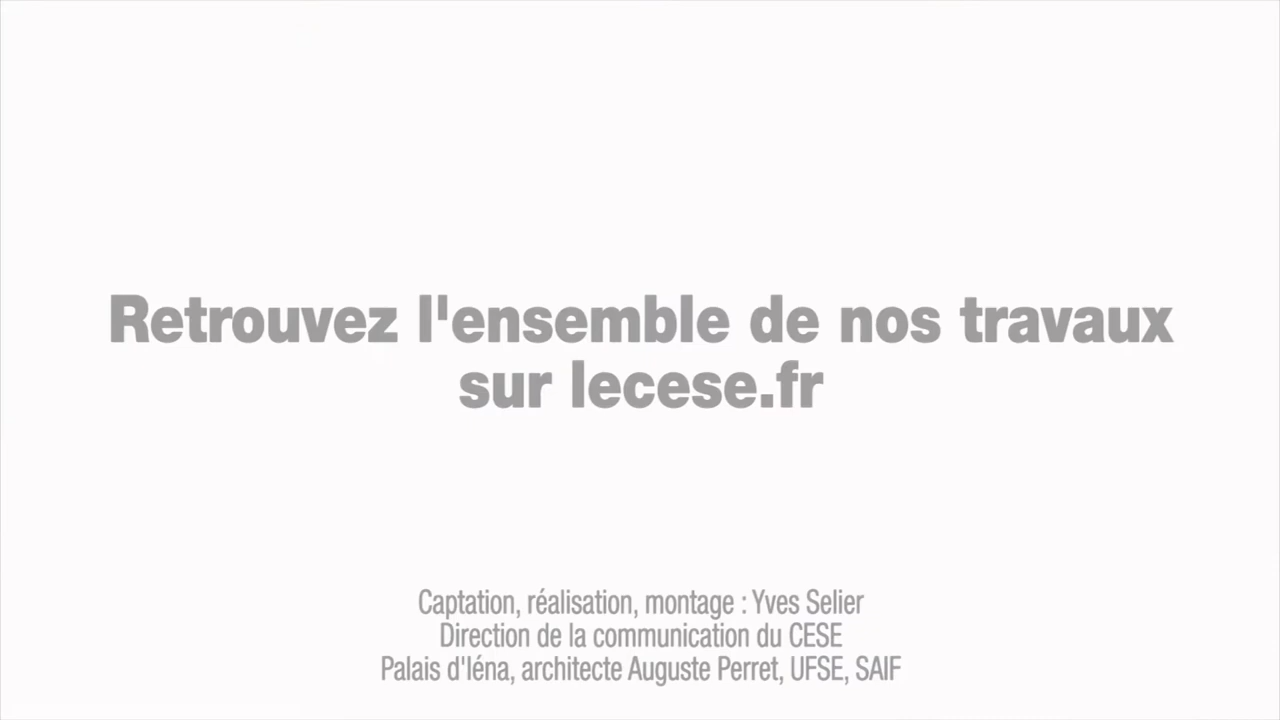 Retrouvez l'ensemble de nos travaux
sur lecese.fr
Captation, réalisation, montage : Yves Selier
Direction de la communication du CESE
Palais d'Iéna, architecte Auguste Perret, UFSE, SAIF